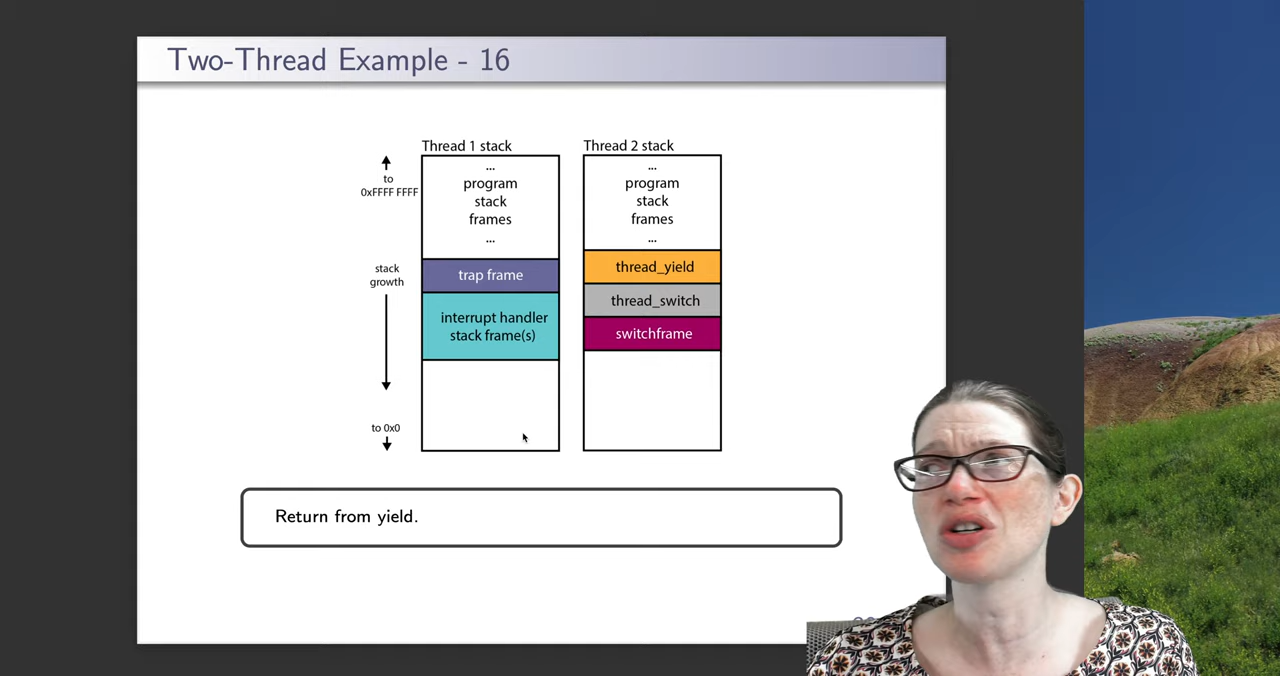 Two-Thread Example - 16
Thread 1 stack
Thread 2 stack
to
0xFFFF FFFF
stack
growth
to 0x0
...
program
stack
frames
...
trap frame
interrupt handler
stack frame(s)
...
program
stack
frames
...
thread_yield
thread_switch
switchframe
Return from yield.